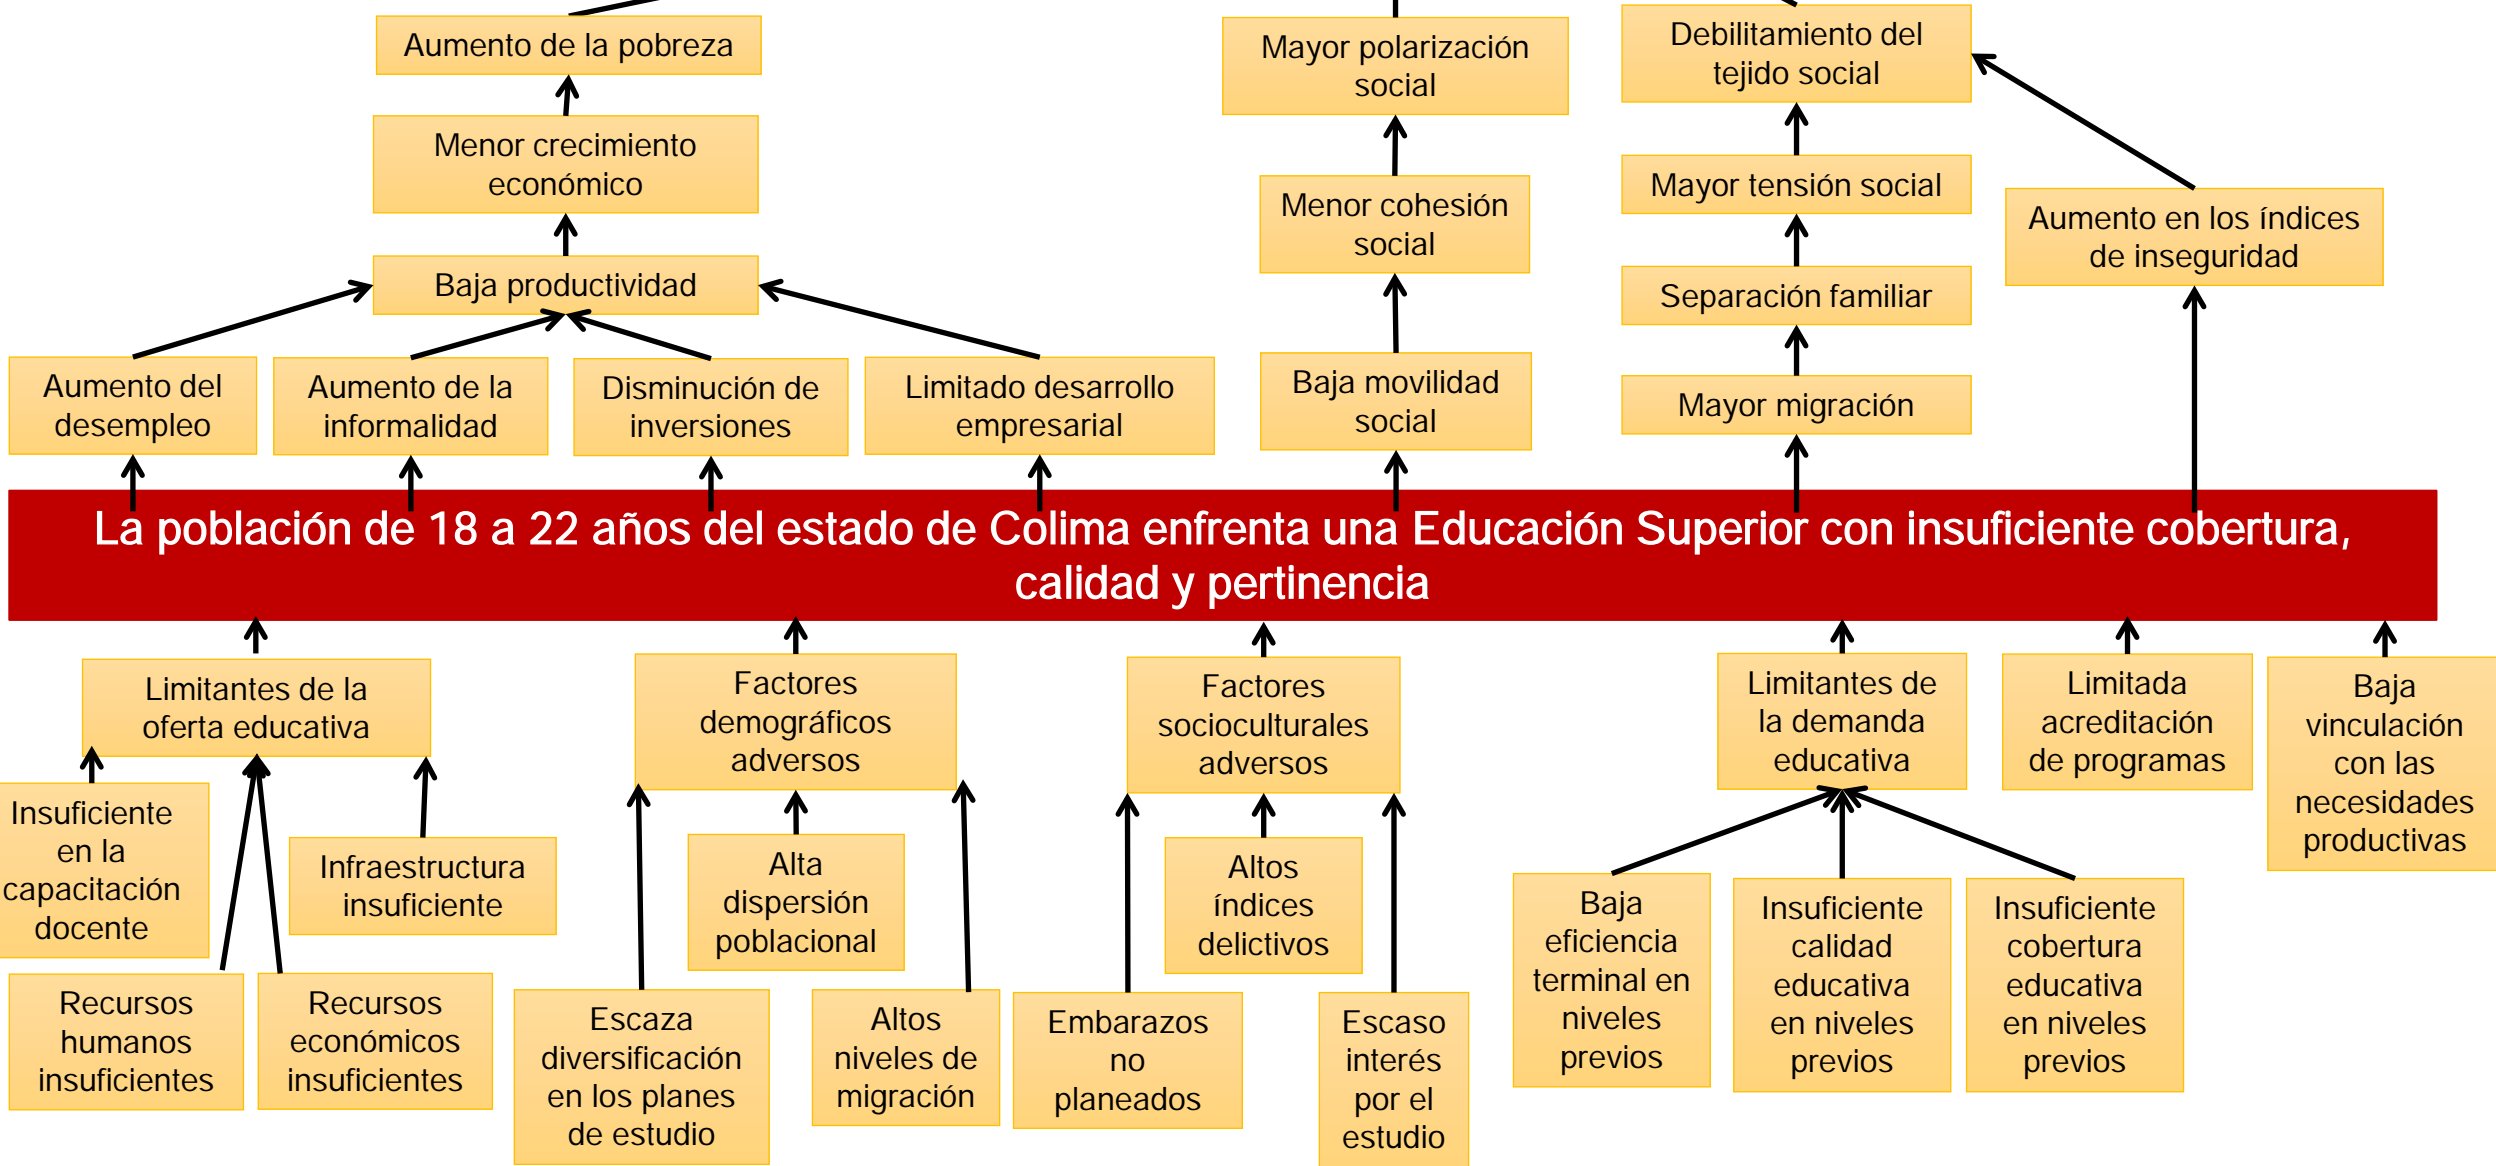 Aumento de la pobreza
Mayor polarización
social
Debilitamiento del
tejido social
Menor crecimiento
económico
Menor cohesión
social
Mayor tensión social
Aumento en los índices
de inseguridad
Baja productividad
Separación familiar
Aumento del
desempleo
Aumento de la
informalidad
Disminución de
inversiones
Limitado desarrollo
empresarial
Baja movilidad
social
Mayor migración
La población de 18 a 22 años del estado de Colima enfrenta una Educación Superior con insuficiente cobertura,
calidad y pertinencia
Limitantes de la
oferta educativa
Factores
demográficos
adversos
Factores
socioculturales
adversos
Limitantes de
la demanda
educativa
Limitada
acreditación
de programas
Baja
vinculación
con las
necesidades
productivas
Insuficiente
en la
capacitación
docente
Infraestructura
insuficiente
Alta
dispersión
poblacional
Altos
índices
delictivos
Baja
eficiencia
terminal en
niveles
previos
Insuficiente
calidad
educativa
en niveles
previos
Insuficiente
cobertura
educativa
en niveles
previos
Recursos
humanos
insuficientes
Recursos
económicos
insuficientes
Escaza
diversificación
en los planes
de estudio
Altos
niveles de
migración
Embarazos
no
planeados
Escaso
interés
por el
estudio